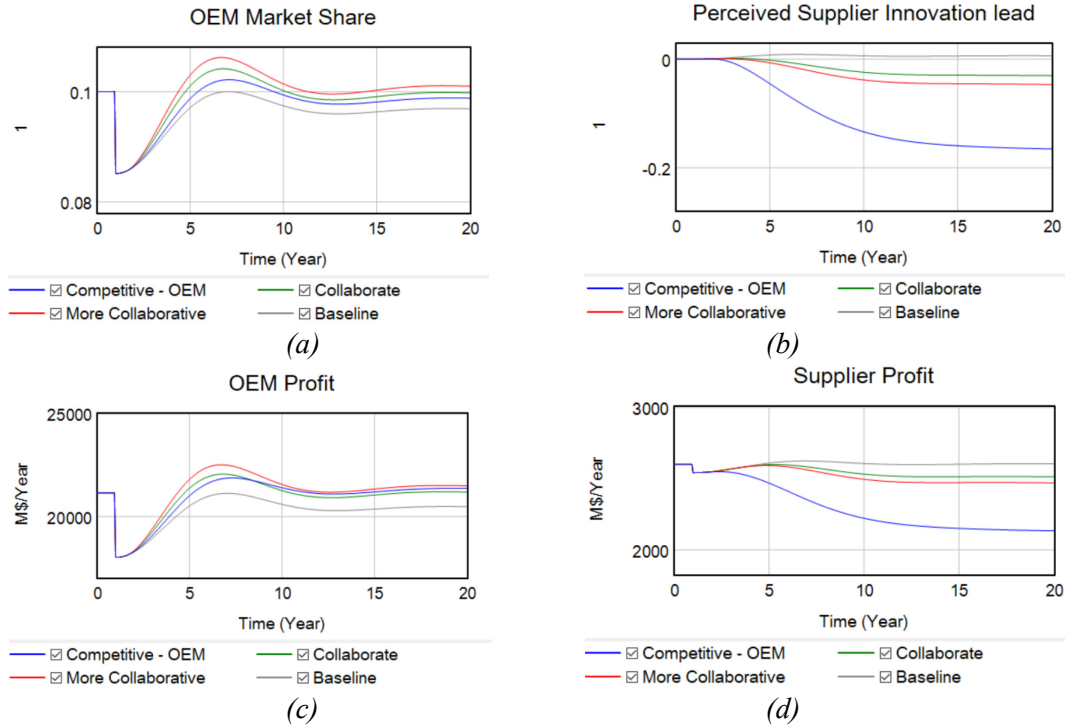 OEM Market Share
0.1
1
0.08
0 5 10 15 20
Time (Year)
☑ Competitive - OEM ☑ Collaborate
☑ More Collaborative ☑ Baseline
(a)
Perceived Supplier Innovation lead
0
1
-0.2
0 5 10 15 20
Time (Year)
☑ Competitive - OEM ☑ Collaborate
☑ More Collaborative ☑ Baseline
(b)
OEM Profit
25000
M$/Year
20000
0 5 10 15 20
Time (Year)
☑ Competitive - OEM ☑ Collaborate
☑ More Collaborative ☑ Baseline
(c)
Supplier Profit
3000
M$/Year
2000
0 5 10 15 20
Time (Year)
☑ Competitive - OEM ☑ Collaborate
☑ More Collaborative ☑ Baseline
(d)